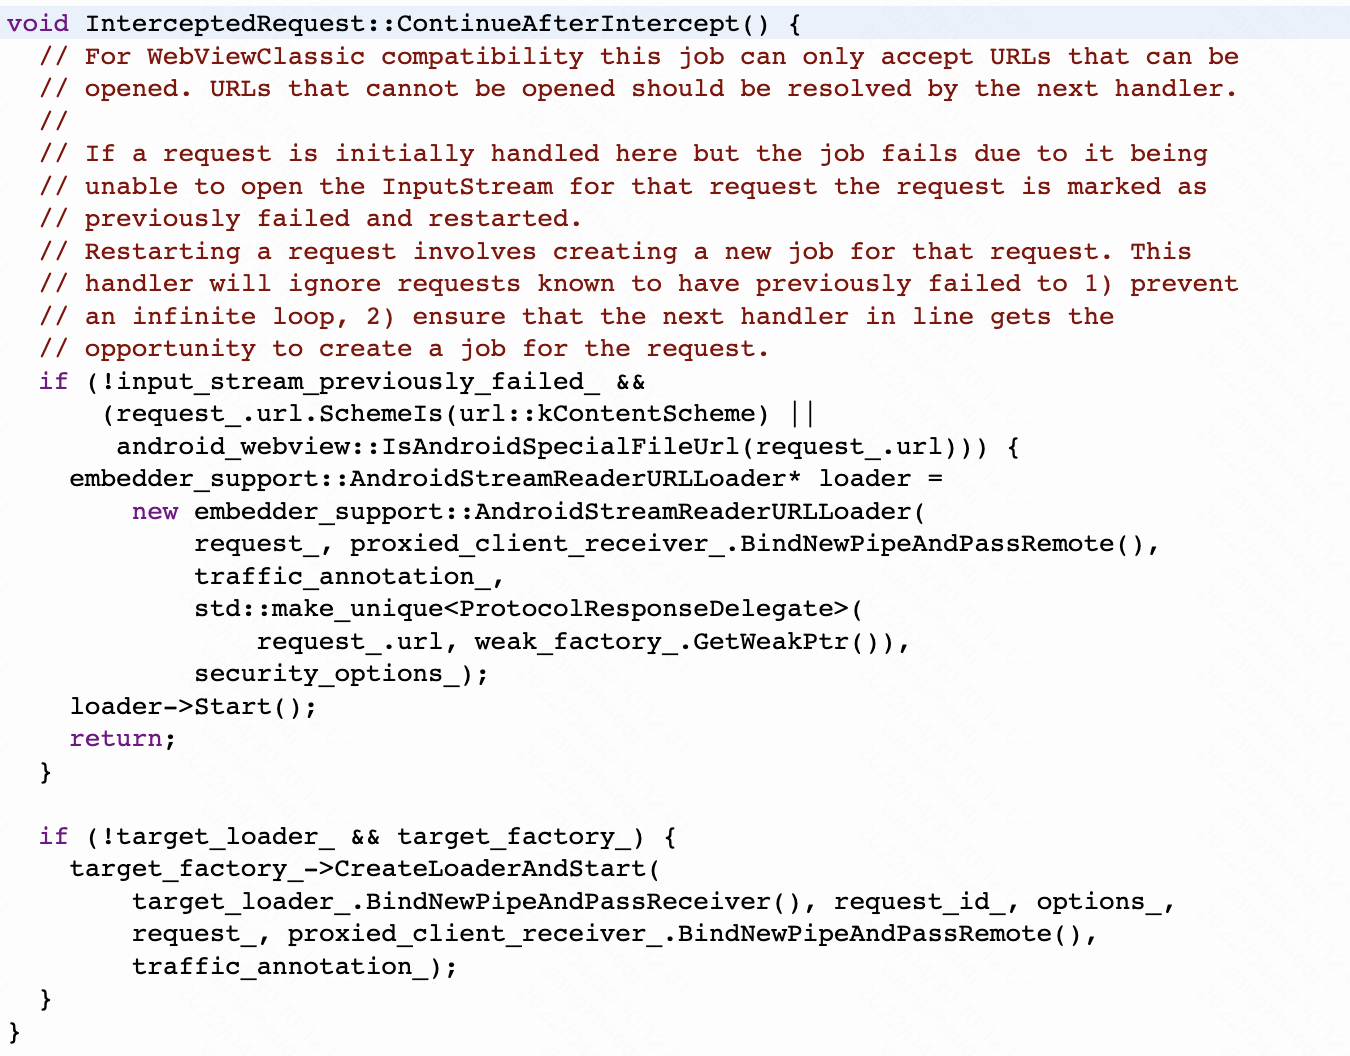 void InterceptedRequest::ContinueAfterIntercept() {
  // For WebViewClassic compatibility this job can only accept URLs that can be
  // opened. URLs that cannot be opened should be resolved by the next handler.
  //
  // If a request is initially handled here but the job fails due to it being
  // unable to open the InputStream for that request the request is marked as
  // previously failed and restarted.
  // Restarting a request involves creating a new job for that request. This
  // handler will ignore requests known to have previously failed to 1) prevent
  // an infinite loop, 2) ensure that the next handler in line gets the
  // opportunity to create a job for the request.
  if (!input_stream_previously_failed_ &&
      (request_.url.SchemeIs(url::kContentScheme) ||
       android_webview::IsAndroidSpecialFileUrl(request_.url))) {
    embedder_support::AndroidStreamReaderURLLoader* loader =
        new embedder_support::AndroidStreamReaderURLLoader(
            request_, proxied_client_receiver_.BindNewPipeAndPassRemote(),
            traffic_annotation_,
            std::make_unique<ProtocolResponseDelegate>(
                request_.url, weak_factory_.GetWeakPtr()),
            security_options_);
    loader->Start();
    return;
  }

  if (!target_loader_ && target_factory_) {
    target_factory_->CreateLoaderAndStart(
        target_loader_.BindNewPipeAndPassReceiver(), request_id_, options_,
        request_, proxied_client_receiver_.BindNewPipeAndPassRemote(),
        traffic_annotation_);
  }
}